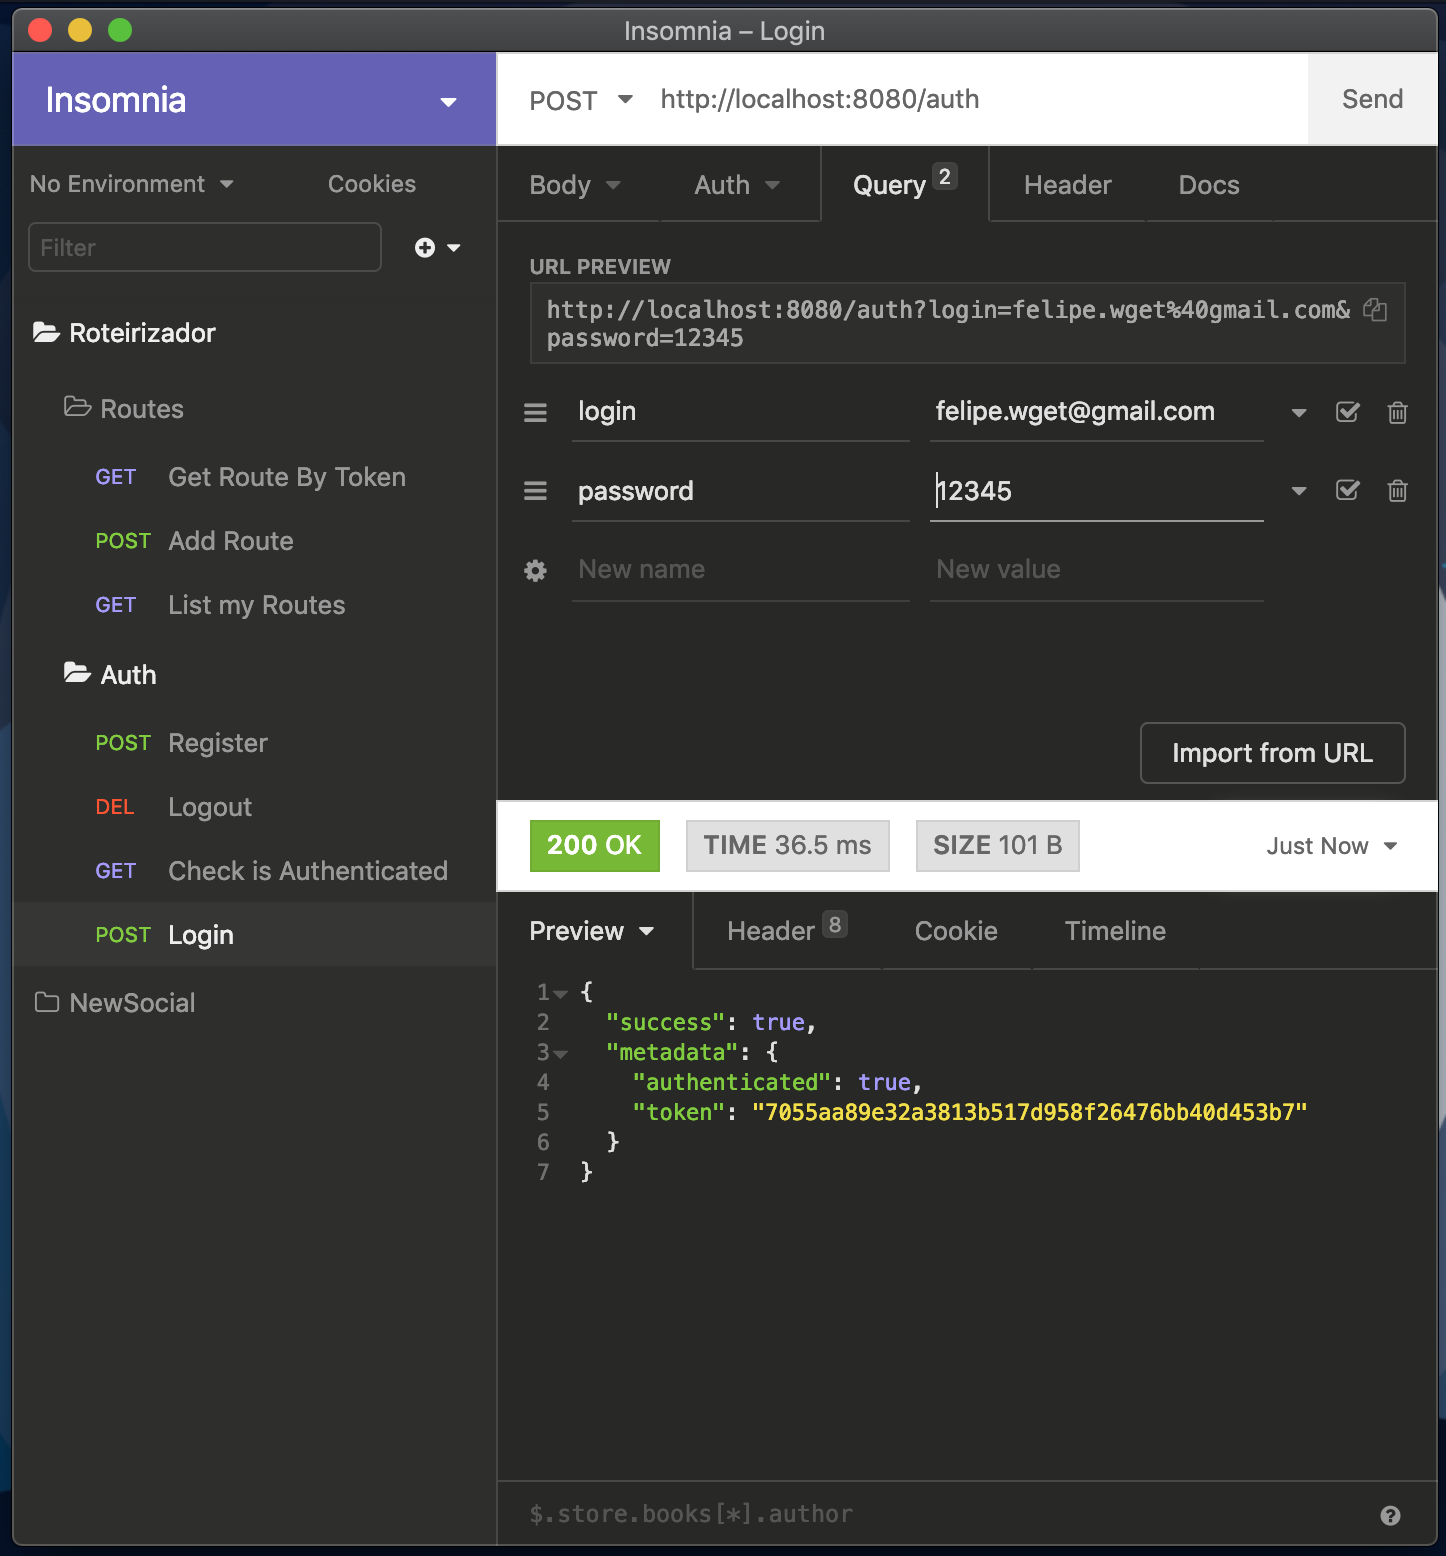 Insomnia – Login
Insomnia
POST http://localhost:8080/auth Send
No Environment Cookies
Filter
Roteirizador
Routes
GET Get Route By Token
POST Add Route
GET List my Routes
Auth
POST Register
DEL Logout
GET Check is Authenticated
POST Login
NewSocial
Body Auth Query 2 Header Docs
URL PREVIEW
http://localhost:8080/auth?login=felipe.wget%40gmail.com&
password=12345
login felipe.wget@gmail.com
password 12345
New name New value
Import from URL
200 OK TIME 36.5 ms SIZE 101 B Just Now
Preview Header 8 Cookie Timeline
1 {
2 "success": true,
3 "metadata": {
4 "authenticated": true,
5 "token": "7055aa89e32a3813b517d958f26476bb40d453b7"
6 }
7 }
$.store.books[*].author